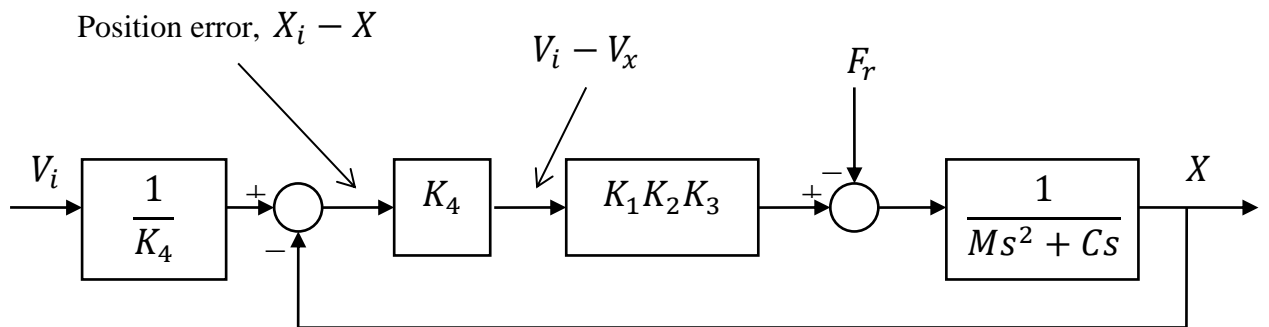 Position error, X_i − X
V_i − V_x
F_r
V_i
1/K_4
+
−
K_4
K_1K_2K_3
+
−
1/(Ms^2 + Cs)
X